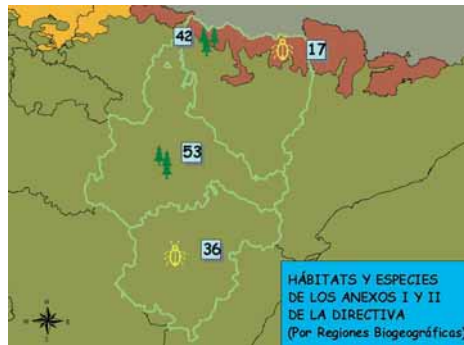 42
17
53
36
HÁBITATS Y ESPECIES
DE LOS ANEXOS I Y II
DE LA DIRECTIVA
(Por Regiones Biogeográficas)